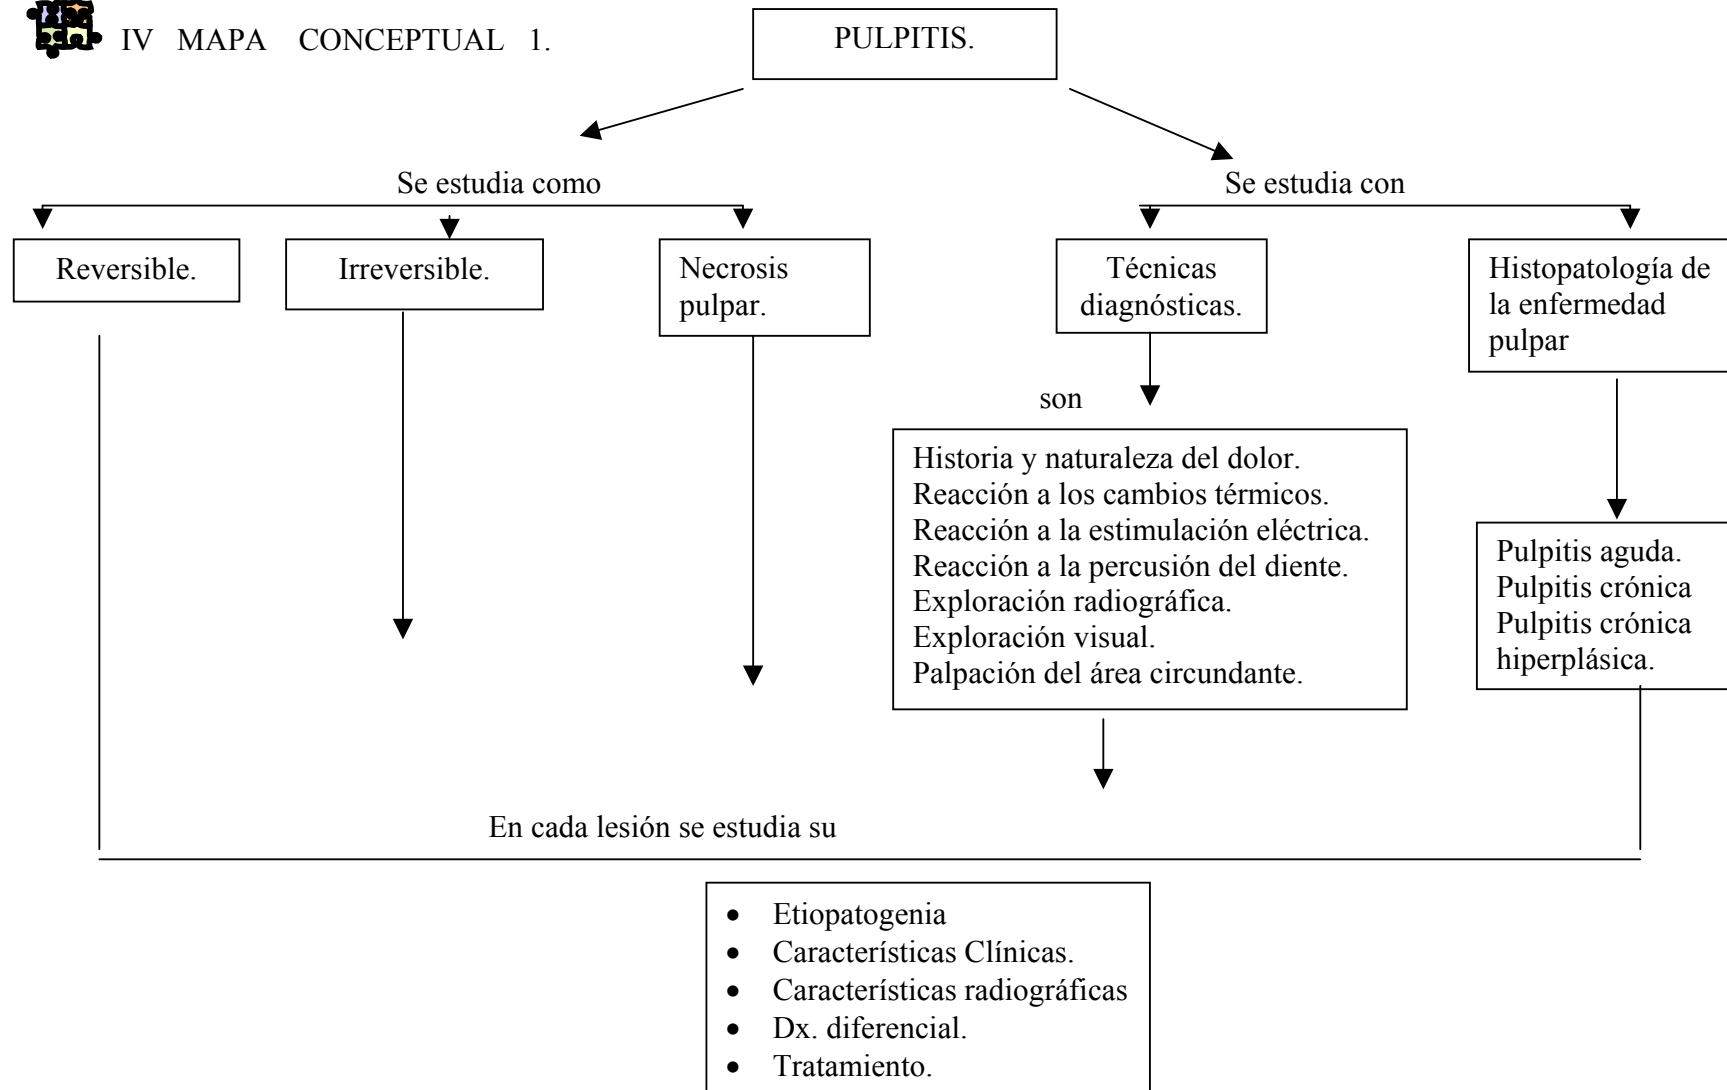 IV MAPA CONCEPTUAL 1.
PULPITIS.
Se estudia como
Se estudia con
Reversible.
Irreversible.
Necrosis
pulpar.
Técnicas
diagnósticas.
Histopatología de
la enfermedad
pulpar
son
Historia y naturaleza del dolor.
Reacción a los cambios térmicos.
Reacción a la estimulación eléctrica.
Reacción a la percusión del diente.
Exploración radiográfica.
Exploración visual.
Palpación del área circundante.
Pulpitis aguda.
Pulpitis crónica
Pulpitis crónica
hiperplásica.
En cada lesión se estudia su
• Etiopatogenia
• Característícas Clínicas.
• Características radiográficas
• Dx. diferencial.
• Tratamiento.